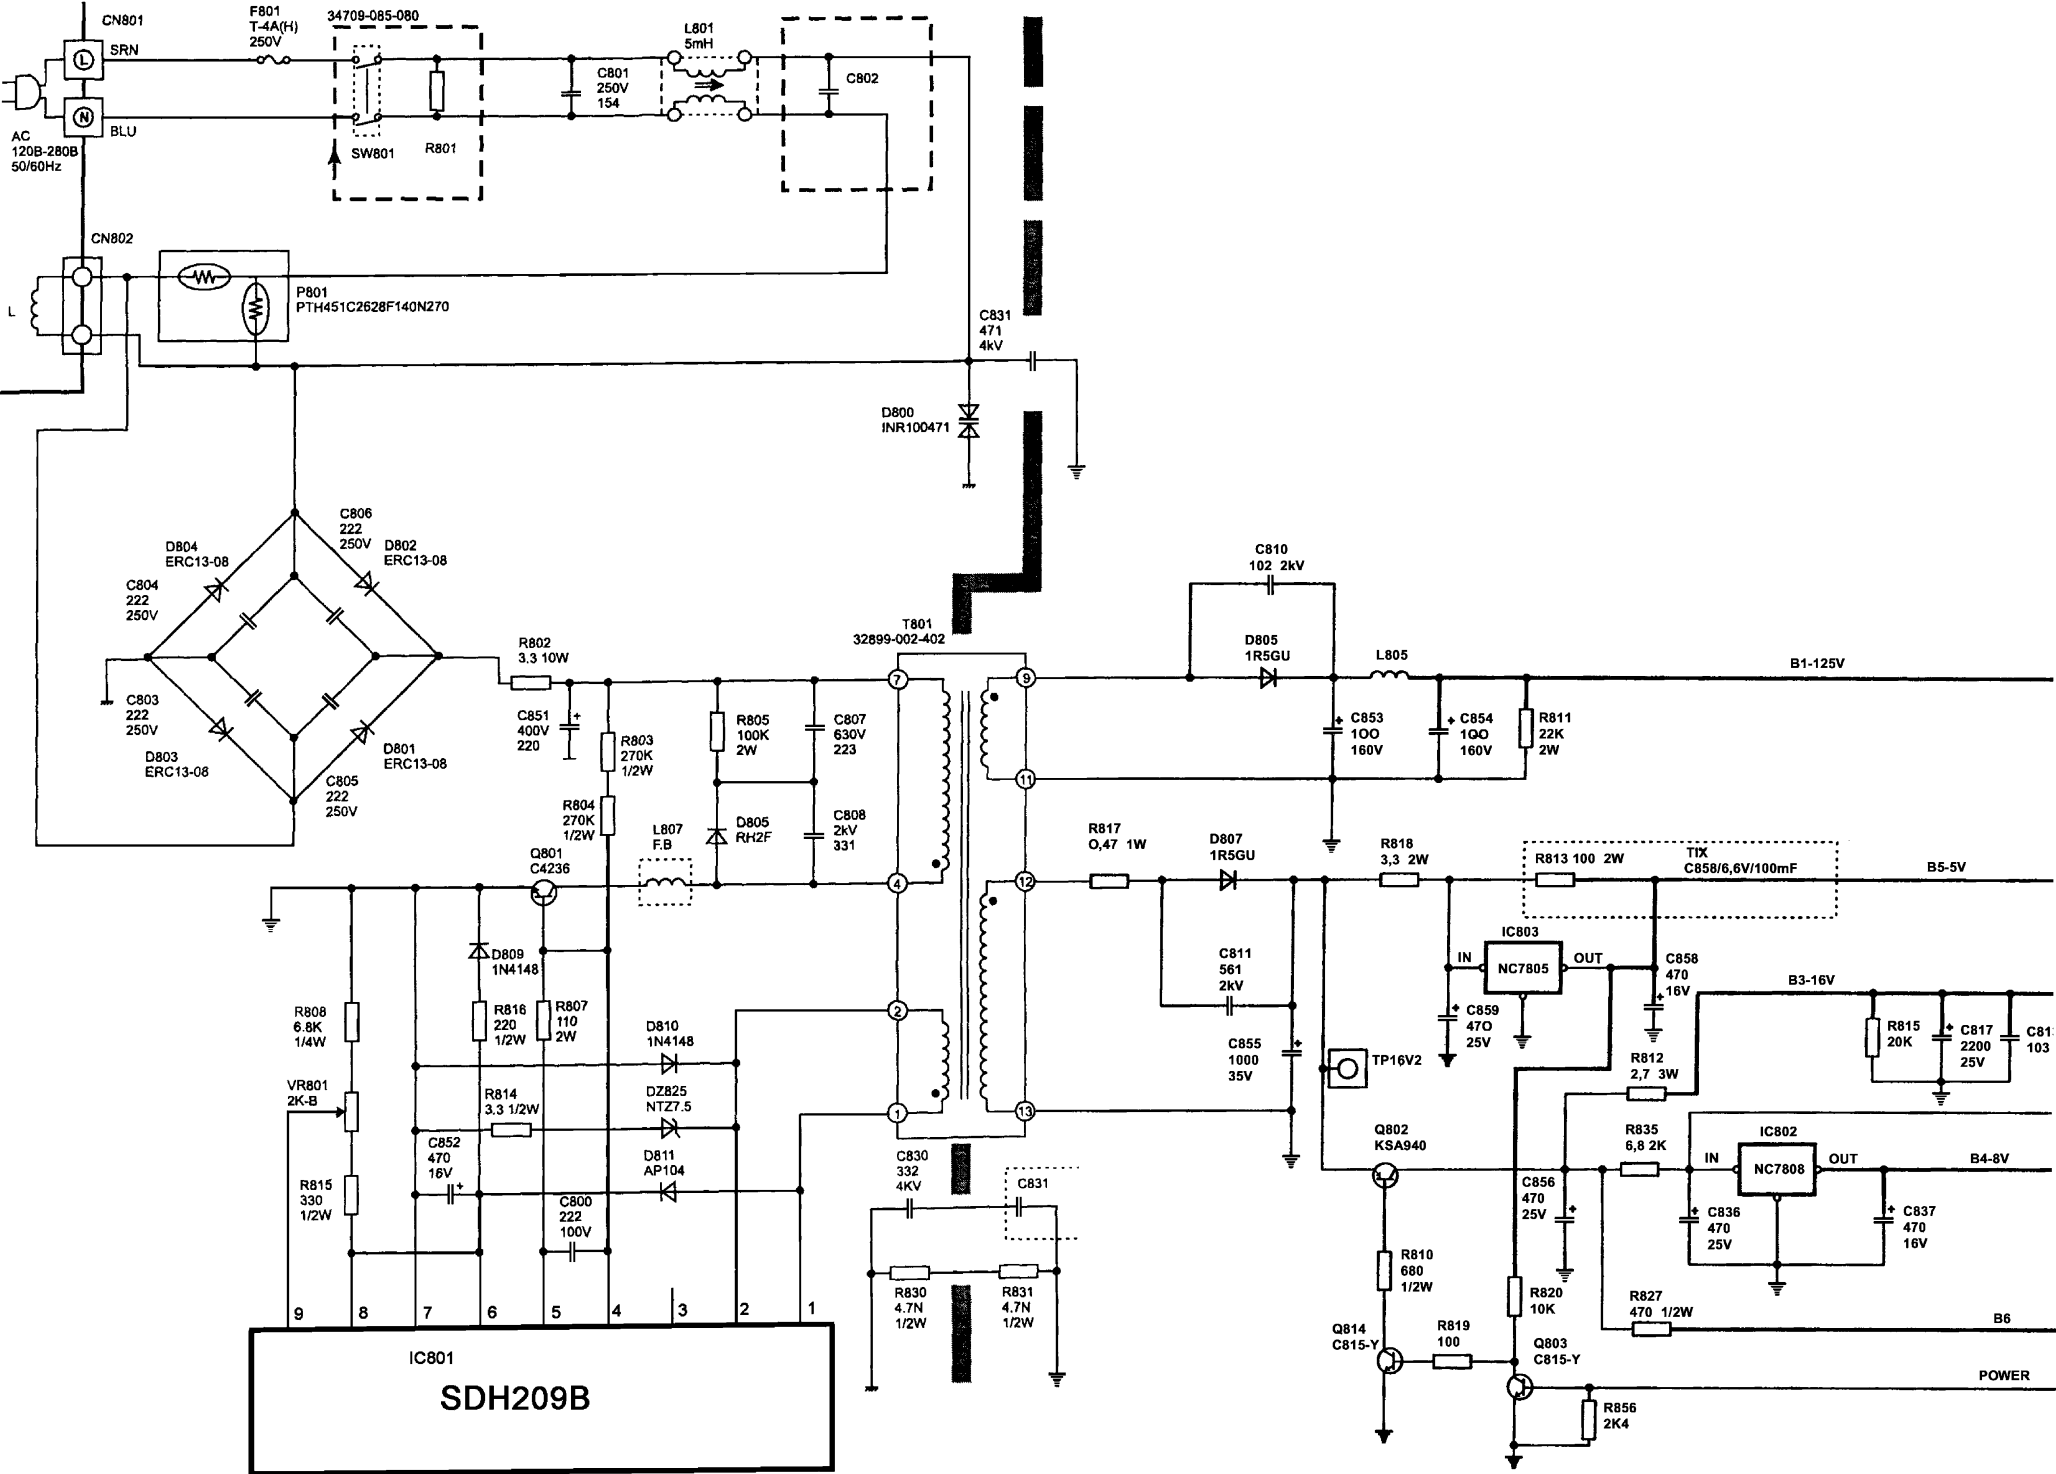 CN801
SRN
L
N
BLU
AC
120B-280B
50/60Hz
F801
T-4A(H)
250V
34709-085-080
SW801
R801
C801
250V
154
L801
5mH
C802
CN802
L
P801
PTH451C2628F140N270
C831
471
4kV
D800
INR100471
C806
222
250V
D804
ERC13-08
D802
ERC13-08
C804
222
250V
C803
222
250V
D803
ERC13-08
D801
ERC13-08
C805
222
250V
R802
3.3 10W
C851
400V
220
+
R803
270K
1/2W
R804
270K
1/2W
R805
100K
2W
C807
630V
223
D805
RH2F
C808
2kV
331
L807
F.B
Q801
C4236
T801
32899-002-402
7
4
2
1
9
11
12
13
C810
102 2kV
D805
1R5GU
L805
B1-125V
+
C853
1OO
160V
+
C854
1OO
160V
R811
22K
2W
R817
O,47 1W
D807
1R5GU
R818
3,3 2W
R813 100 2W
TIX
C858/6,6V/100mF
B5-5V
C811
561
2kV
C855
1000
35V
+
IC803
IN
NC7805
OUT
C858
470
16V
+
+
C859
47O
25V
TP16V2
B3-16V
R812
2,7 3W
R815
20K
+
C817
2200
25V
C81
103
Q802
KSA940
R835
6,8 2K
IC802
IN
NC7808
OUT
B4-8V
C856
470
25V
+
+
C836
470
25V
+
C837
470
16V
R810
680
1/2W
R820
10K
R827
470 1/2W
B6
Q814
C815-Y
R819
100
Q803
C815-Y
POWER
R856
2K4
D809
1N4148
R816
220
1/2W
R807
110
2W
R808
6.8K
1/4W
VR801
2K-B
R815
330
1/2W
D810
1N4148
R814
3.3 1/2W
DZ825
NTZ7.5
C852
470
16V
+
D811
AP104
C800
222
100V
C830
332
4KV
C831
R830
4.7N
1/2W
R831
4.7N
1/2W
9 8 7 6 5 4 3 2 1
IC801
SDH209B